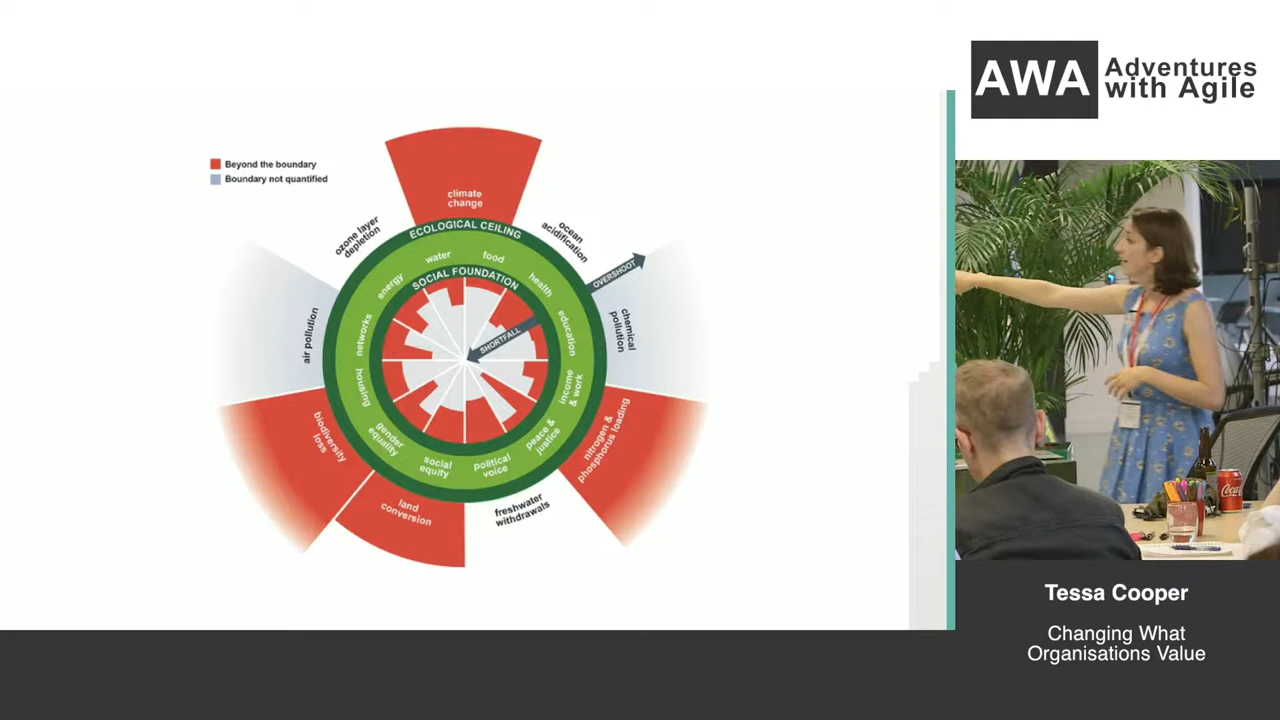 AWA
Adventures
with Agile
Beyond the boundary
Boundary not quantified
climate
change
ozone layer
depletion
ocean
acidification
ECOLOGICAL CEILING
water
food
energy
health
SOCIAL FOUNDATION
OVERSHOOT
SHORTFALL
networks
education
air pollution
chemical
pollution
housing
income
& work
gender
equality
peace &
justice
social
equity
political
voice
biodiversity
loss
nitrogen &
phosphorus loading
land
conversion
freshwater
withdrawals
Coca
Tessa Cooper
Changing What
Organisations Value